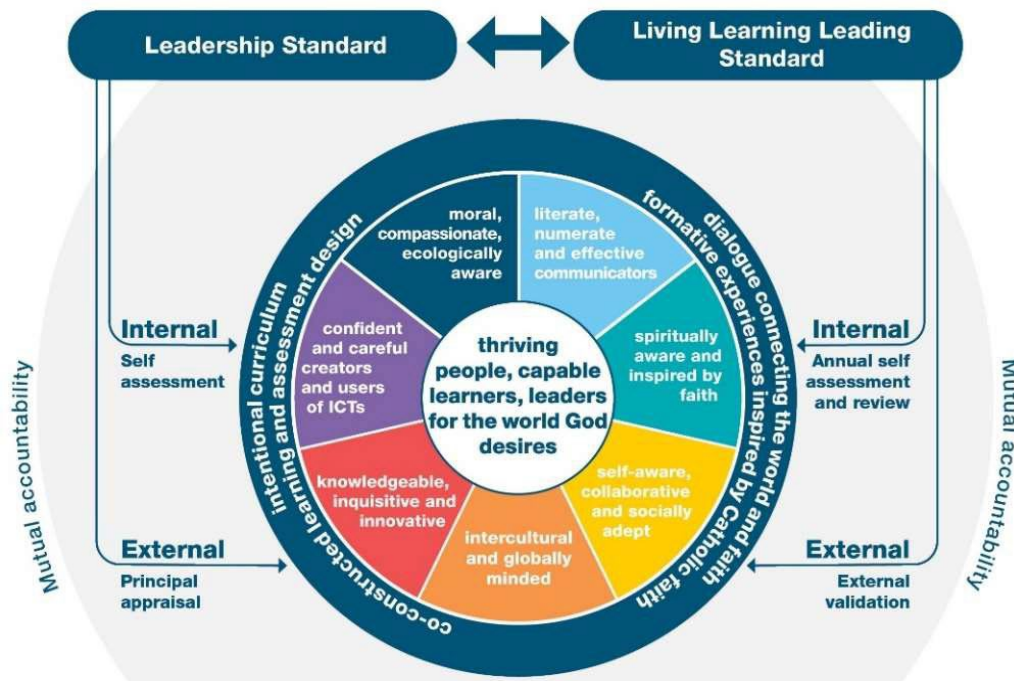 Leadership Standard
Living Learning Leading
Standard
Mutual accountability
Internal
Self
assessment
External
Principal
appraisal
intentional curriculum
co-constructed learning and assessment design
moral,
compassionate,
ecologically
aware
literate,
numerate
and effective
communicators
confident
and careful
creators
and users
of ICTs
spiritually
aware and
inspired by
faith
thriving
people, capable
learners, leaders
for the world God
desires
knowledgeable,
inquisitive and
innovative
intercultural
and globally
minded
self-aware,
collaborative
and socially
adept
dialogue connecting the world and faith
formative experiences inspired by Catholic faith
Internal
Annual self
assessment
and review
External
External
validation
Mutual accountability